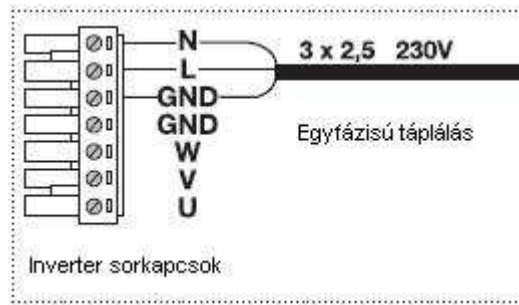 N
L
GND
GND
W
V
U
3 x 2,5 230V
Egyfázisú táplálás
Inverter sorkapcsok